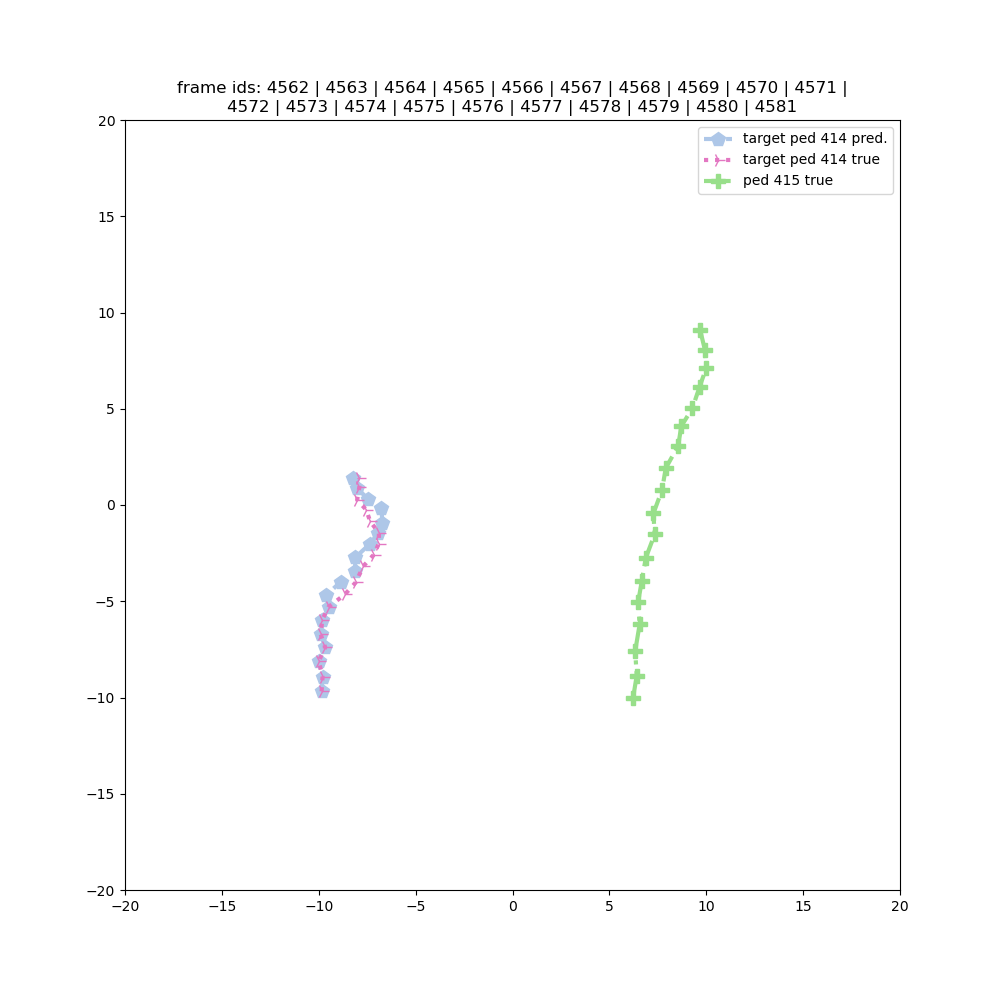 frame ids: 4562 | 4563 | 4564 | 4565 | 4566 | 4567 | 4568 | 4569 | 4570 | 4571 |
4572 | 4573 | 4574 | 4575 | 4576 | 4577 | 4578 | 4579 | 4580 | 4581
target ped 414 pred.
target ped 414 true
ped 415 true
20
15
10
5
0
−5
−10
−15
−20
−20 −15 −10 −5 0 5 10 15 20